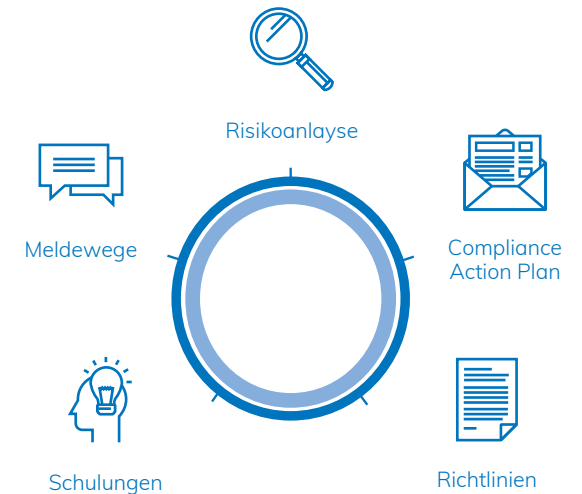 Risikoanlayse
Meldewege
Compliance
Action Plan
Schulungen
Richtlinien